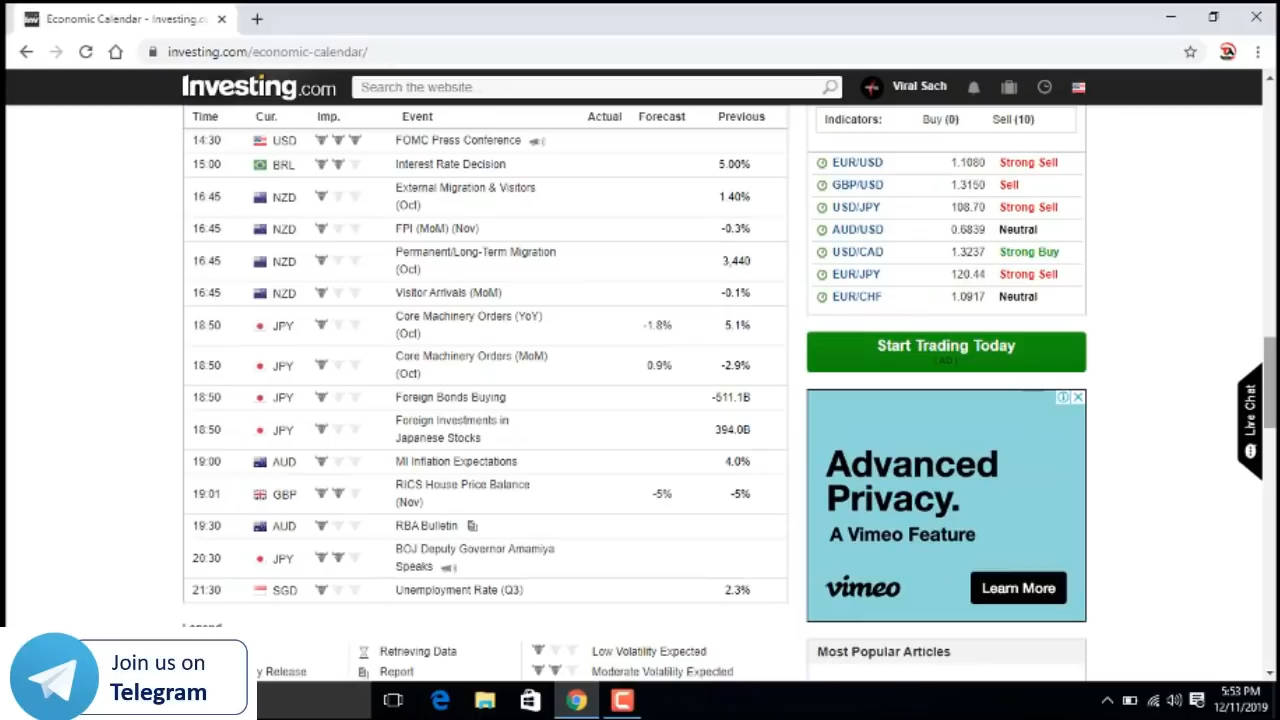 Economic Calendar - Investing.co
investing.com/economic-calendar/
Investing.com
Search the website...
Viral Sach
Time Cur. Imp. Event Actual Forecast Previous
14:30 USD FOMC Press Conference
15:00 BRL Interest Rate Decision 5.00%
16:45 NZD External Migration & Visitors
(Oct) 1.40%
16:45 NZD FPI (MoM) (Nov) -0.3%
16:45 NZD Permanent/Long-Term Migration
(Oct) 3,440
16:45 NZD Visitor Arrivals (MoM) -0.1%
18:50 JPY Core Machinery Orders (YoY)
(Oct) -1.8% 5.1%
18:50 JPY Core Machinery Orders (MoM)
(Oct) 0.9% -2.9%
18:50 JPY Foreign Bonds Buying -511.1B
18:50 JPY Foreign Investments in
Japanese Stocks 394.0B
19:00 AUD MI Inflation Expectations 4.0%
19:01 GBP RICS House Price Balance
(Nov) -5% -5%
19:30 AUD RBA Bulletin
20:30 JPY BOJ Deputy Governor Amamiya
Speaks
21:30 SGD Unemployment Rate (Q3) 2.3%
Indicators: Buy (0) Sell (10)
EUR/USD 1.1080 Strong Sell
GBP/USD 1.3150 Sell
USD/JPY 108.70 Strong Sell
AUD/USD 0.6839 Neutral
USD/CAD 1.3237 Strong Buy
EUR/JPY 120.44 Strong Sell
EUR/CHF 1.0917 Neutral
Start Trading Today
(AD)
Live Chat
Advanced
Privacy.
A Vimeo Feature
vimeo
Learn More
Most Popular Articles
Legend
Retrieving Data
Low Volatility Expected
y Release
Report
Moderate Volatility Expected
Join us on
Telegram
5:53 PM
12/11/2019